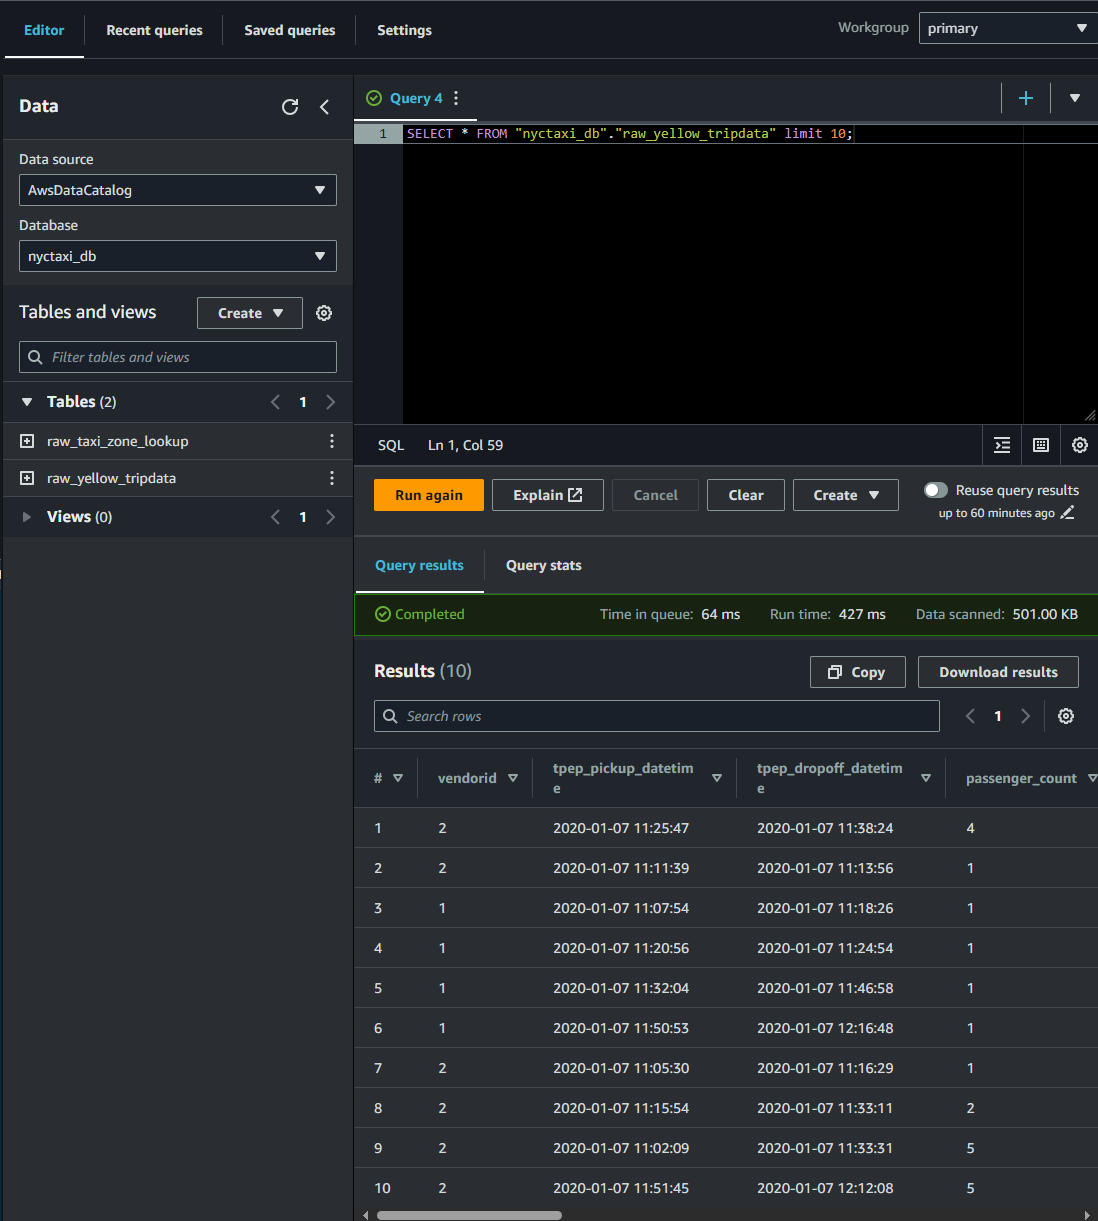 Editor
Recent queries
Saved queries
Settings
Workgroup
primary
Data
Data source
AwsDataCatalog
Database
nyctaxi_db
Tables and views
Create
Filter tables and views
Tables (2)
1
raw_taxi_zone_lookup
raw_yellow_tripdata
Views (0)
1
Query 4
1 SELECT * FROM "nyctaxi_db"."raw_yellow_tripdata" limit 10;
SQL Ln 1, Col 59
Run again
Explain
Cancel
Clear
Create
Reuse query results
up to 60 minutes ago
Query results
Query stats
Completed
Time in queue: 64 ms
Run time: 427 ms
Data scanned: 501.00 KB
Results (10)
Copy
Download results
Search rows
1
# vendorid tpep_pickup_datetim
e tpep_dropoff_datetim
e passenger_count
1 2 2020-01-07 11:25:47 2020-01-07 11:38:24 4
2 2 2020-01-07 11:11:39 2020-01-07 11:13:56 1
3 1 2020-01-07 11:07:54 2020-01-07 11:18:26 1
4 1 2020-01-07 11:20:56 2020-01-07 11:24:54 1
5 1 2020-01-07 11:32:04 2020-01-07 11:46:58 1
6 1 2020-01-07 11:50:53 2020-01-07 12:16:48 1
7 2 2020-01-07 11:05:30 2020-01-07 11:16:29 1
8 2 2020-01-07 11:15:54 2020-01-07 11:33:11 2
9 2 2020-01-07 11:02:09 2020-01-07 11:33:31 5
10 2 2020-01-07 11:51:45 2020-01-07 12:12:08 5